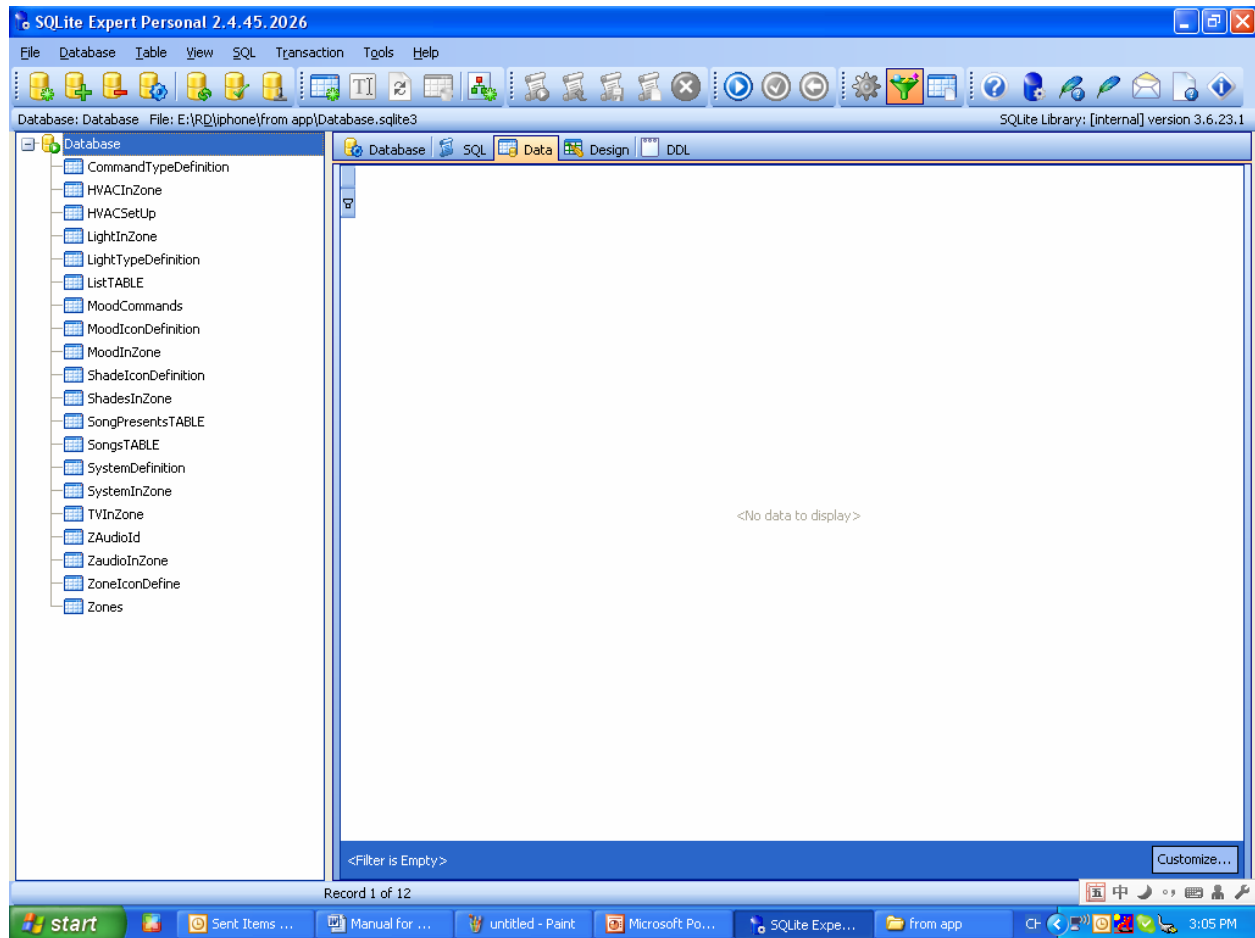 SQLite Expert Personal 2.4.45.2026
File Database Table View SQL Transaction Tools Help
Database: Database File: E:\RD\iphone\from app\Database.sqlite3 SQLite Library: [internal] version 3.6.23.1
Database
CommandTypeDefinition
HVACInZone
HVACSetUp
LightInZone
LightTypeDefinition
ListTABLE
MoodCommands
MoodIconDefinition
MoodInZone
ShadeIconDefinition
ShadesInZone
SongPresentsTABLE
SongsTABLE
SystemDefinition
SystemInZone
TVInZone
ZAudioId
ZaudioInZone
ZoneIconDefine
Zones
Database SQL Data Design DDL
<No data to display>
<Filter is Empty> Customize...
Record 1 of 12
五 中
start Sent Items ... Manual for ... untitled - Paint Microsoft Po... SQLite Expe... from app CH 3:05 PM